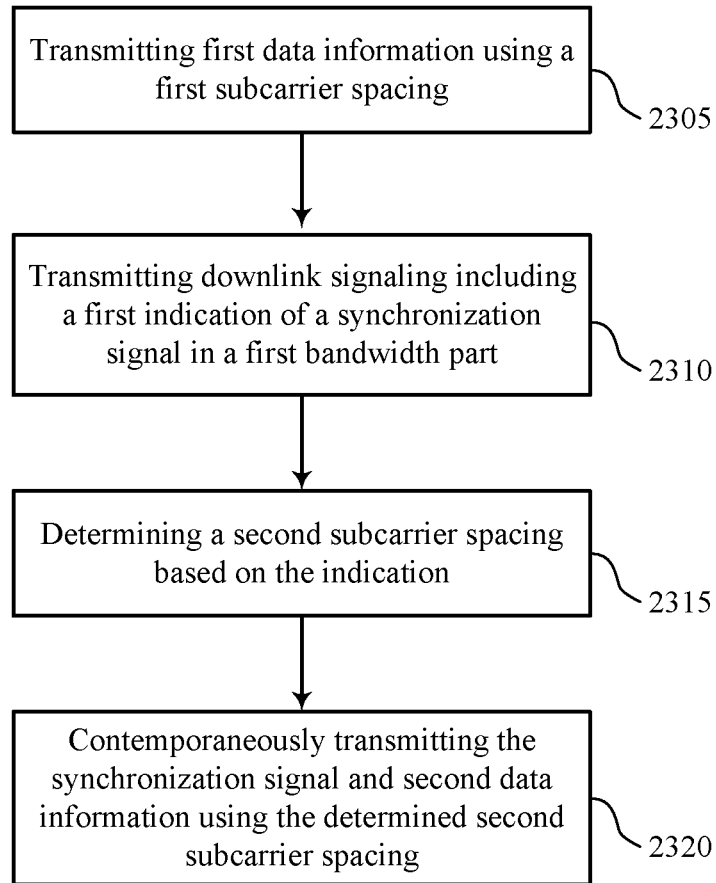 Transmitting first data information using a
first subcarrier spacing
2305
Transmitting downlink signaling including
a first indication of a synchronization
signal in a first bandwidth part
2310
Determining a second subcarrier spacing
based on the indication
2315
Contemporaneously transmitting the
synchronization signal and second data
information using the determined second
subcarrier spacing
2320